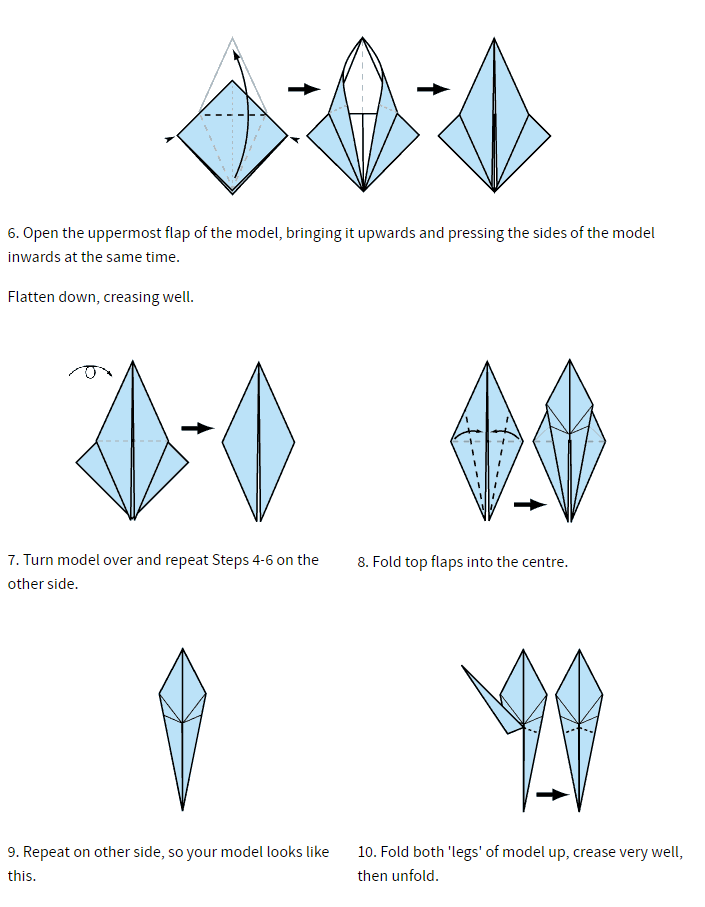 6. Open the uppermost flap of the model, bringing it upwards and pressing the sides of the model
inwards at the same time.
Flatten down, creasing well.
7. Turn model over and repeat Steps 4-6 on the
other side.
8. Fold top flaps into the centre.
9. Repeat on other side, so your model looks like
this.
10. Fold both 'legs' of model up, crease very well,
then unfold.